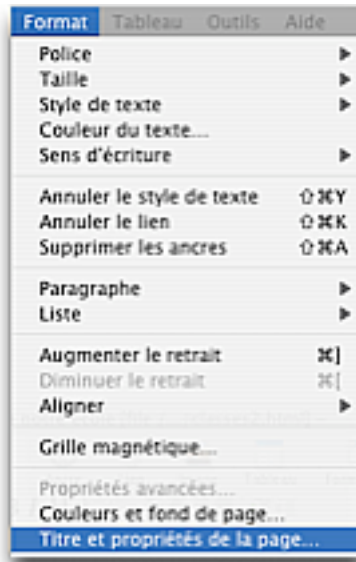 Format Tableau Outils Aide
Police
Taille
Style de texte
Couleur du texte...
Sens d'écriture
Annuler le style de texte ⇧⌘Y
Annuler le lien ⇧⌘K
Supprimer les ancres ⇧⌘A
Paragraphe
Liste
Augmenter le retrait ⌘]
Diminuer le retrait ⌘[
Aligner
Grille magnétique...
Propriétés avancées...
Couleurs et fond de page...
Titre et propriétés de la page...